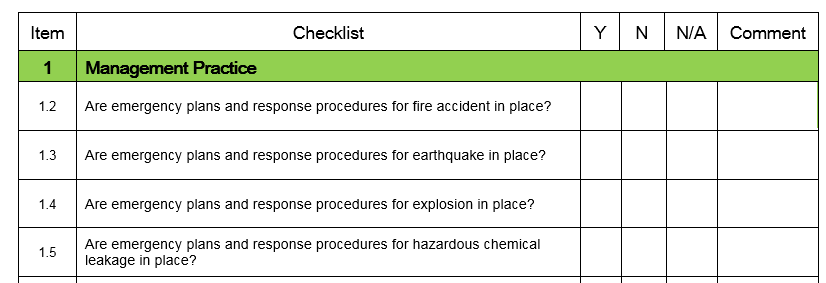 Item Checklist Y N N/A Comment
1 Management Practice
1.2 Are emergency plans and response procedures for fire accident in place?
1.3 Are emergency plans and response procedures for earthquake in place?
1.4 Are emergency plans and response procedures for explosion in place?
1.5 Are emergency plans and response procedures for hazardous chemical
leakage in place?